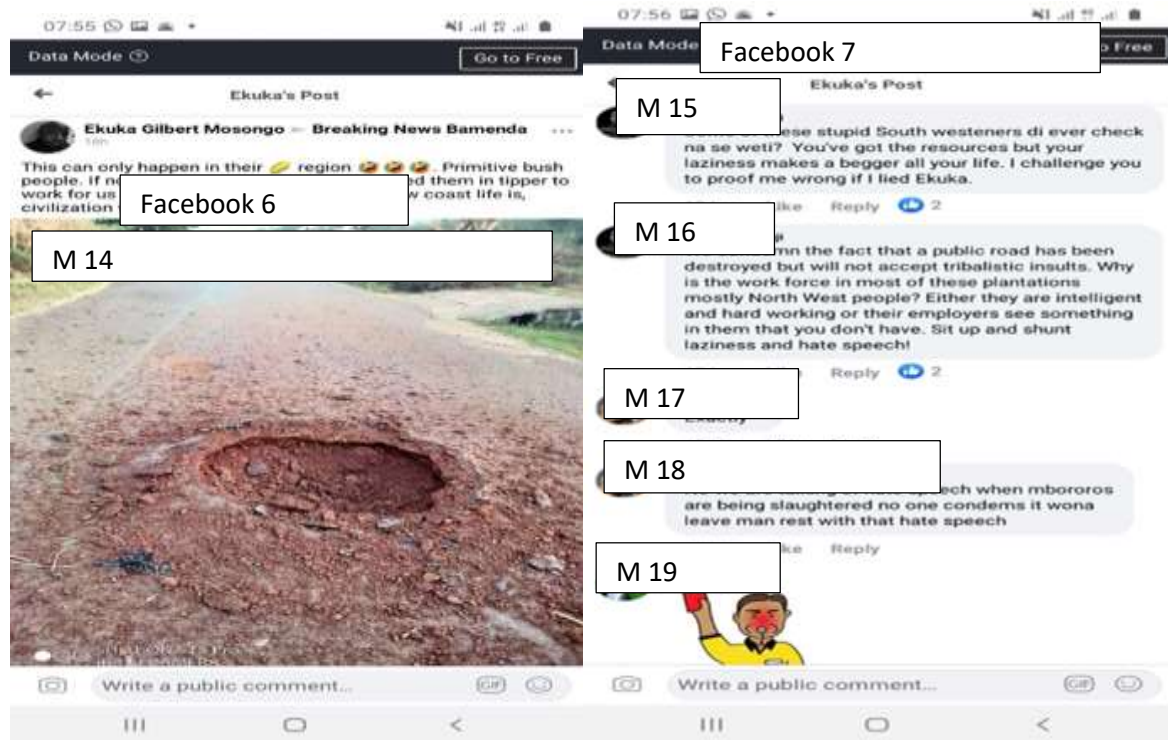 07:55
Data Mode
Go to Free
Ekuka's Post
Ekuka Gilbert Mosongo Breaking News Bamenda
This can only happen in their region . Primitive bush
people. If
d them in tipper to
work for us
coast life is,
civilization
Facebook 6
M 14
Write a public comment...
GIF
07:56
Data Mode
Free
Facebook 7
Ekuka's Post
M 15
these stupid South westeners di ever check
na se weti? You've got the resources but your
laziness makes a begger all your life. I challenge you
to proof me wrong if I lied Ekuka.
Reply 2
M 16
the fact that a public road has been
destroyed but will not accept tribalistic insults. Why
is the work force in most of these plantations
mostly North West people? Either they are intelligent
and hard working or their employers see something
in them that you don't have. Sit up and shunt
laziness and hate speech!
Reply 2
M 17
M 18
when mbororos
are being slaughtered no one condemns it wona
leave man rest with that hate speech
Reply
M 19
Write a public comment...
GIF